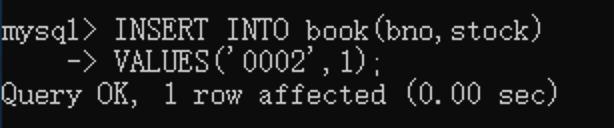 mysql> INSERT INTO book(bno,stock)
    -> VALUES('0002',1);
Query OK, 1 row affected (0.00 sec)